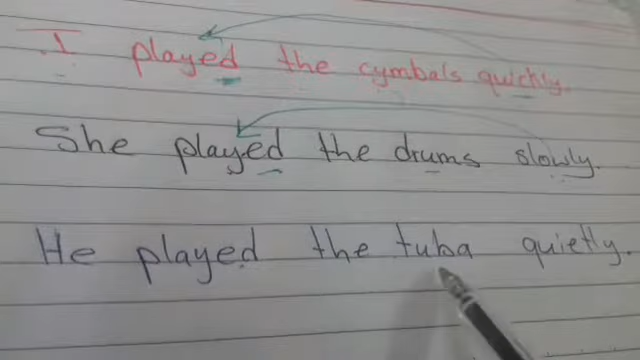 I played the cymbals quickly.
She played the drums slowly.
He played the tuba quietly.